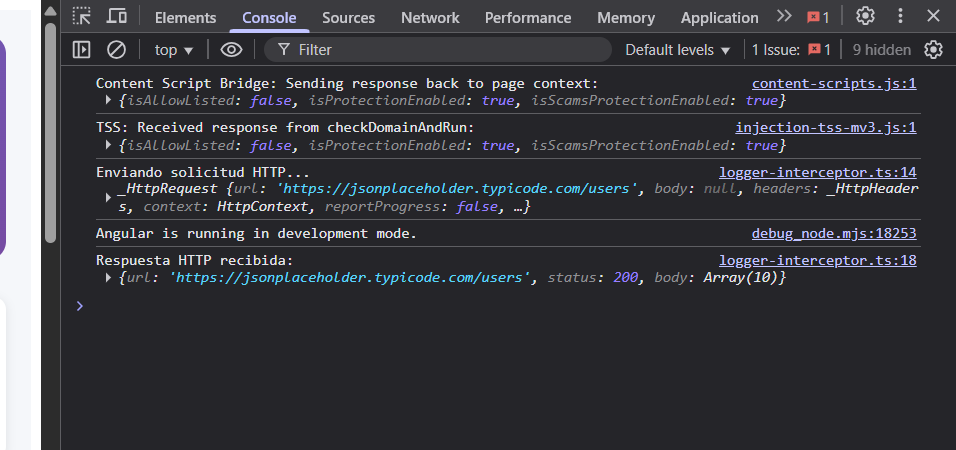 Elements Console Sources Network Performance Memory Application 1
top Filter Default levels 1 Issue: 1 9 hidden
Content Script Bridge: Sending response back to page context: content-scripts.js:1
{isAllowListed: false, isProtectionEnabled: true, isScamsProtectionEnabled: true}
TSS: Received response from checkDomainAndRun: injection-tss-mv3.js:1
{isAllowListed: false, isProtectionEnabled: true, isScamsProtectionEnabled: true}
Enviando solicitud HTTP... logger-interceptor.ts:14
_HttpRequest {url: 'https://jsonplaceholder.typicode.com/users', body: null, headers: _HttpHeader
s, context: HttpContext, reportProgress: false, …}
Angular is running in development mode. debug_node.mjs:18253
Respuesta HTTP recibida: logger-interceptor.ts:18
{url: 'https://jsonplaceholder.typicode.com/users', status: 200, body: Array(10)}